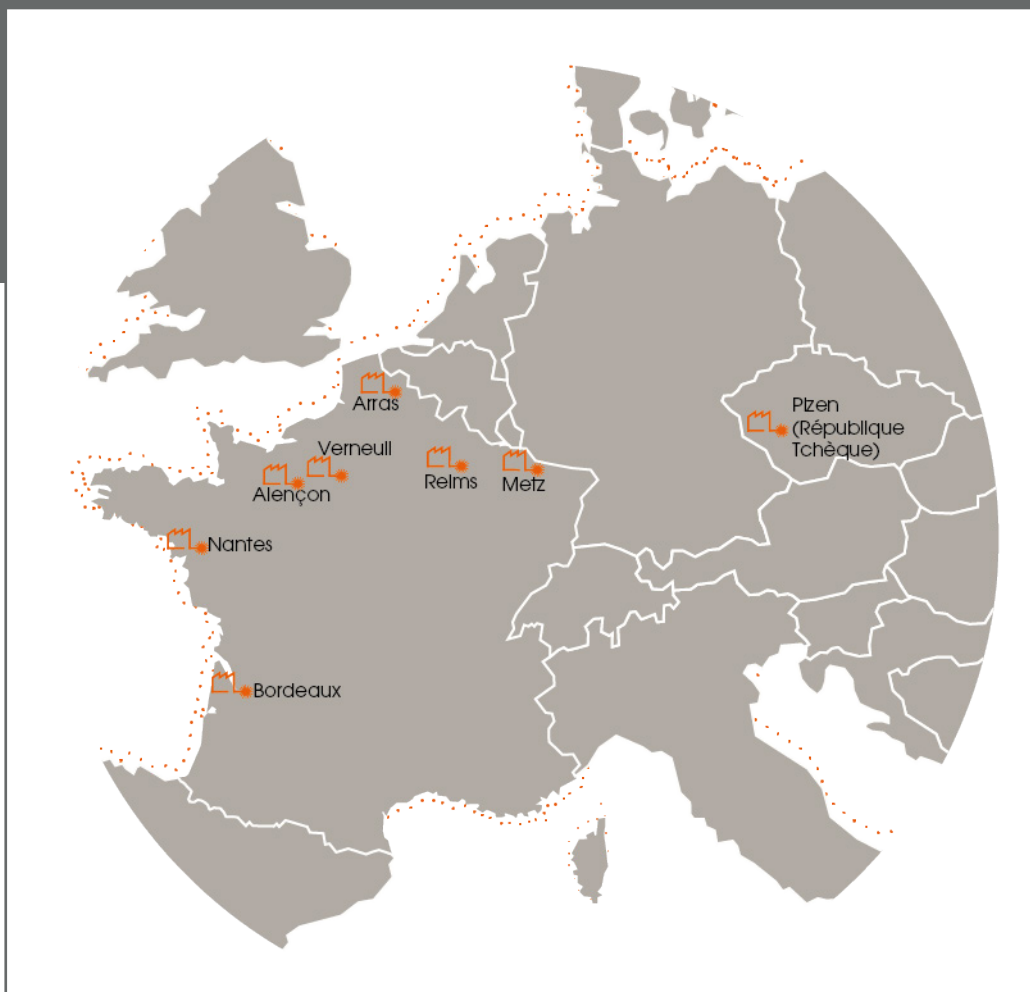 Arras
Verneuil
Alençon
Reims
Metz
Plzen
(République
Tchèque)
Nantes
Bordeaux